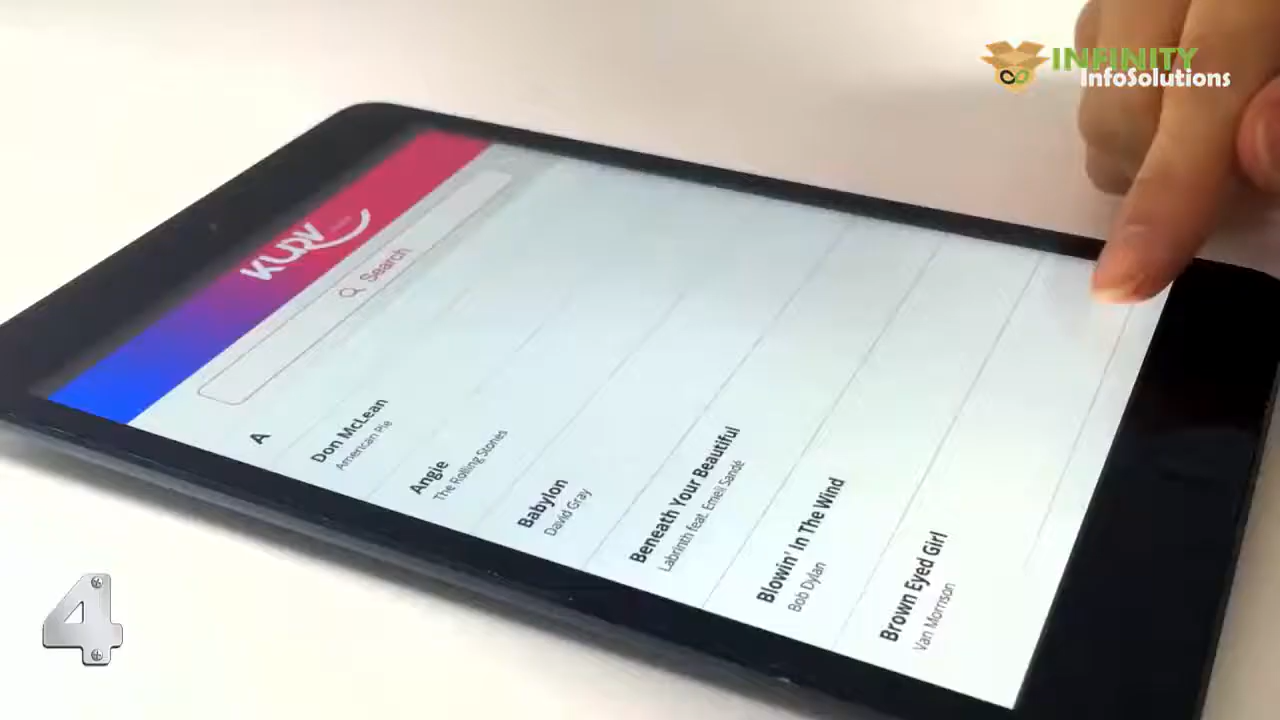 INFINITY
InfoSolutions
KURV
Search
A
Don McLean
American Pie
Angie
The Rolling Stones
Babylon
David Gray
Beneath Your Beautiful
Labrinth feat. Emeli Sandé
Blowin' In The Wind
Bob Dylan
Brown Eyed Girl
Van Morrison
4